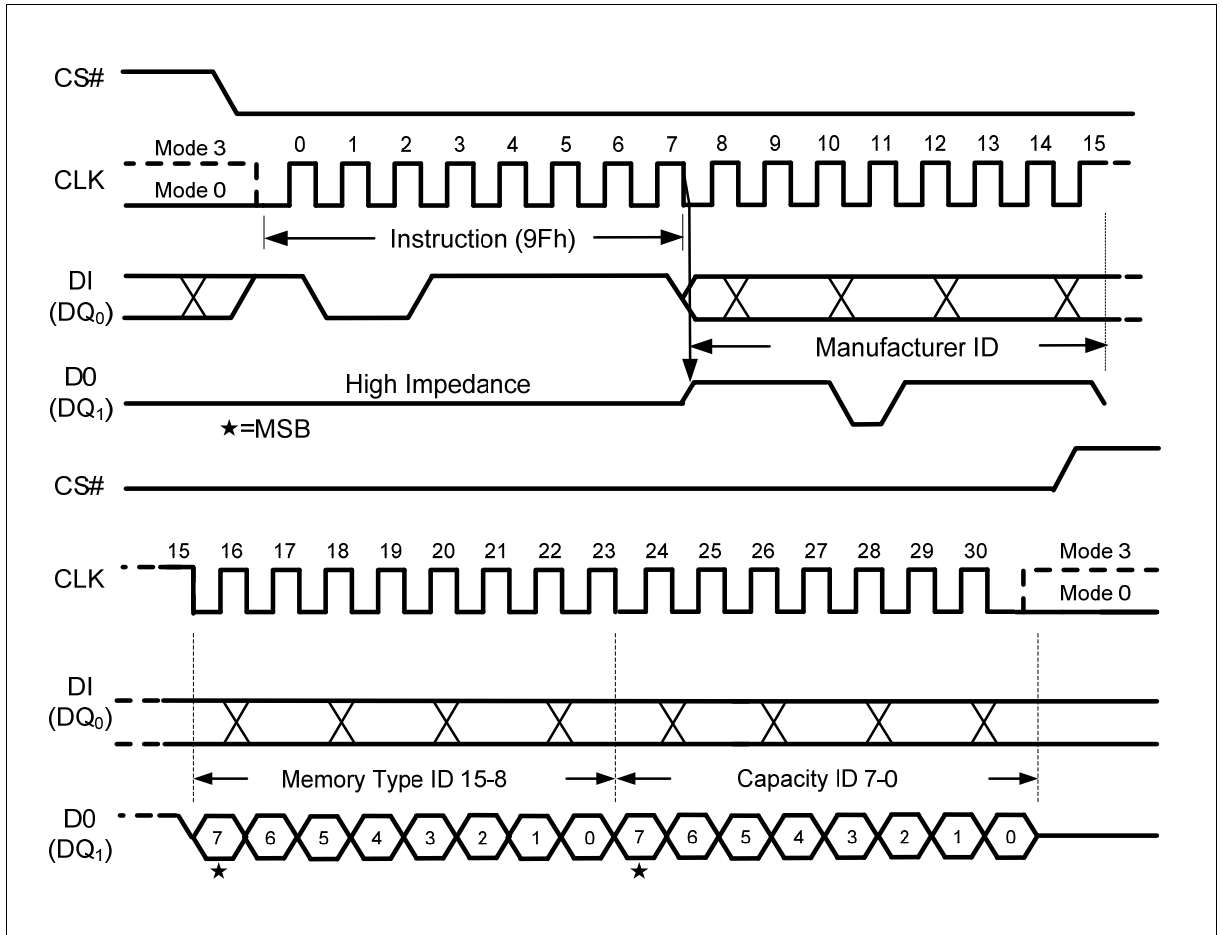 CS#
Mode 3
0 1 2 3 4 5 6 7 8 9 10 11 12 13 14 15
CLK
Mode 0
Instruction (9Fh)
DI
(DQ0)
Manufacturer ID
D0
(DQ1)
High Impedance
★=MSB
CS#
15 16 17 18 19 20 21 22 23 24 25 26 27 28 29 30
Mode 3
CLK
Mode 0
DI
(DQ0)
Memory Type ID 15-8
Capacity ID 7-0
D0
(DQ1)
7 6 5 4 3 2 1 0 7 6 5 4 3 2 1 0
★ ★